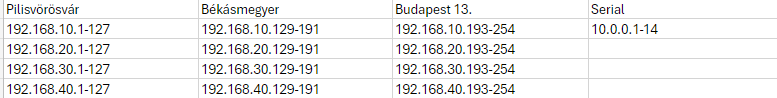 Pilisvörösvár Békásmegyer Budapest 13. Serial
192.168.10.1-127 192.168.10.129-191 192.168.10.193-254 10.0.0.1-14
192.168.20.1-127 192.168.20.129-191 192.168.20.193-254
192.168.30.1-127 192.168.30.129-191 192.168.30.193-254
192.168.40.1-127 192.168.40.129-191 192.168.40.193-254